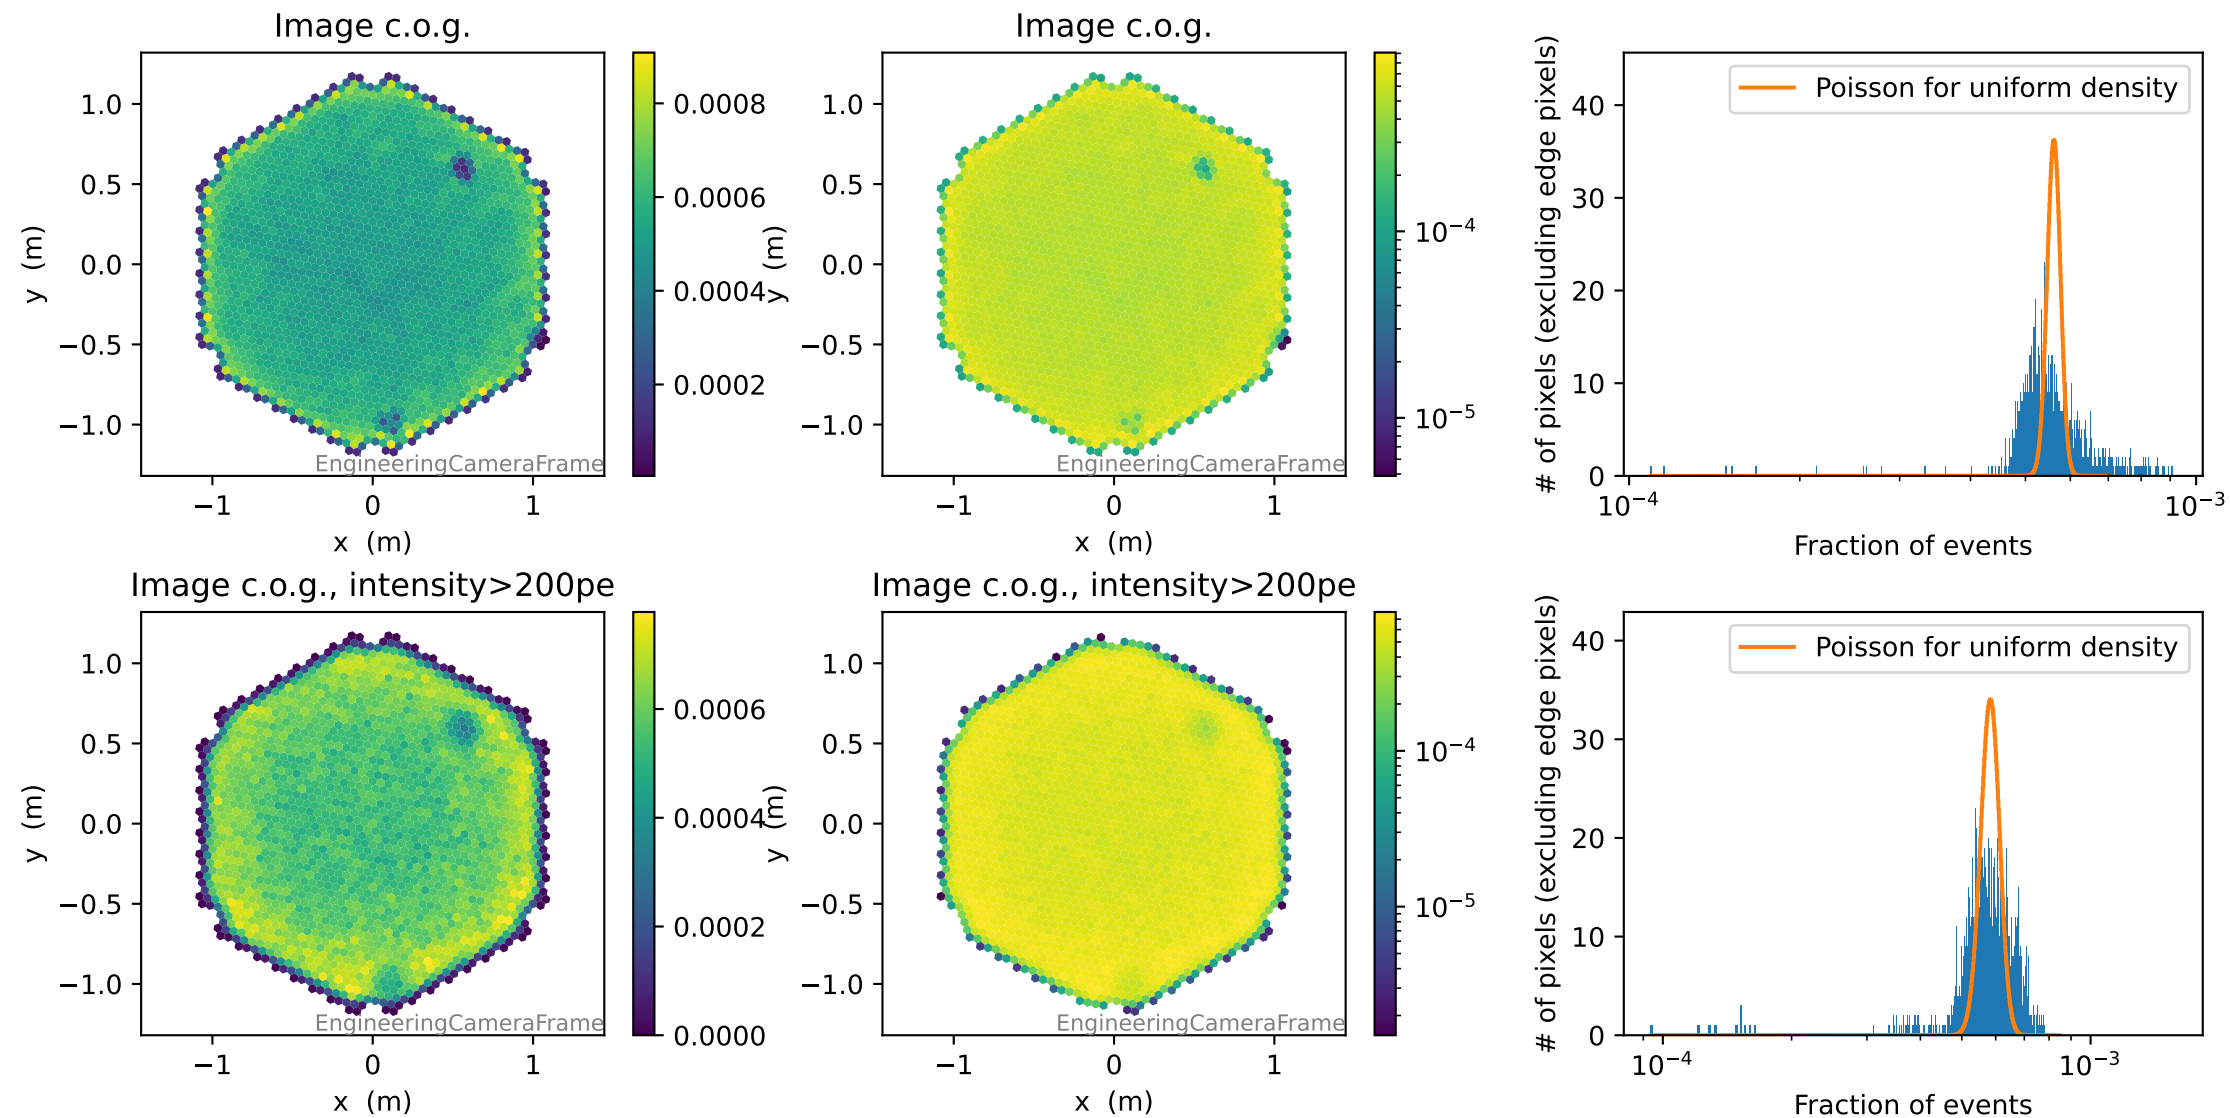 Image c.o.g.
1.0
0.5
0.0
−0.5
−1.0
y (m)
−1
0
1
x (m)
EngineeringCameraFrame
0.0008
0.0006
0.0004
0.0002
Image c.o.g.
1.0
0.5
0.0
−0.5
−1.0
y (m)
−1
0
1
x (m)
EngineeringCameraFrame
10⁻⁴
10⁻⁵
# of pixels (excluding edge pixels)
40
30
20
10
0
Poisson for uniform density
10⁻⁴
10⁻³
Fraction of events
Image c.o.g., intensity>200pe
1.0
0.5
0.0
−0.5
−1.0
y (m)
−1
0
1
x (m)
EngineeringCameraFrame
0.0006
0.0004
0.0002
0.0000
Image c.o.g., intensity>200pe
1.0
0.5
0.0
−0.5
−1.0
y (m)
−1
0
1
x (m)
EngineeringCameraFrame
10⁻⁴
10⁻⁵
# of pixels (excluding edge pixels)
40
30
20
10
0
Poisson for uniform density
10⁻⁴
10⁻³
Fraction of events